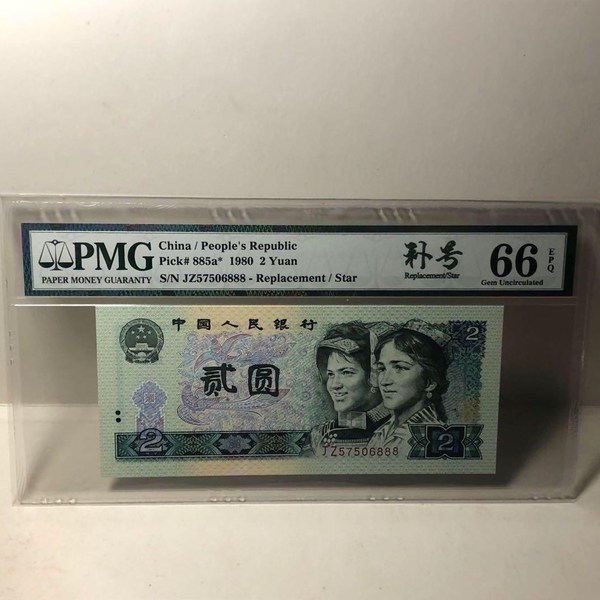 PMG
PAPER MONEY GUARANTY
China / People's Republic
Pick# 885a* 1980 2 Yuan
S/N JZ57506888 - Replacement / Star
补号
Replacement/Star
66
EPQ
Gem Uncirculated
中国人民银行
2
贰圆
2
2
JZ57506888